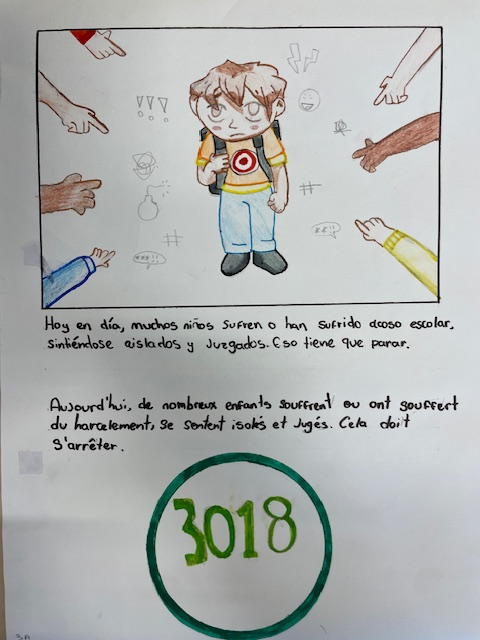 !!!
#
#
***!!
**!!
Hoy en día, muchos niños sufren o han sufrido acoso escolar,
sintiéndose aislados y juzgados. Eso tiene que parar.
Aujourd'hui, de nombreux enfants souffrent ou ont souffert
du harcelement, se sentent isolés et jugés. Cela doit
s'arrêter.
3018